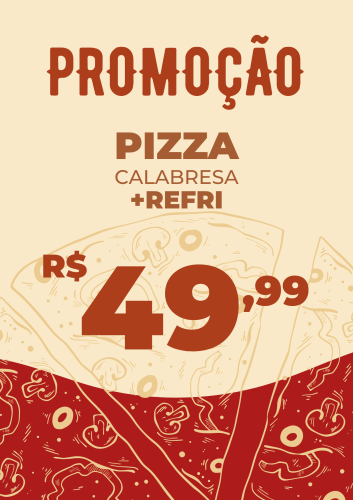 PROMOÇÃO
PIZZA
CALABRESA
+REFRI
R$ 49,99